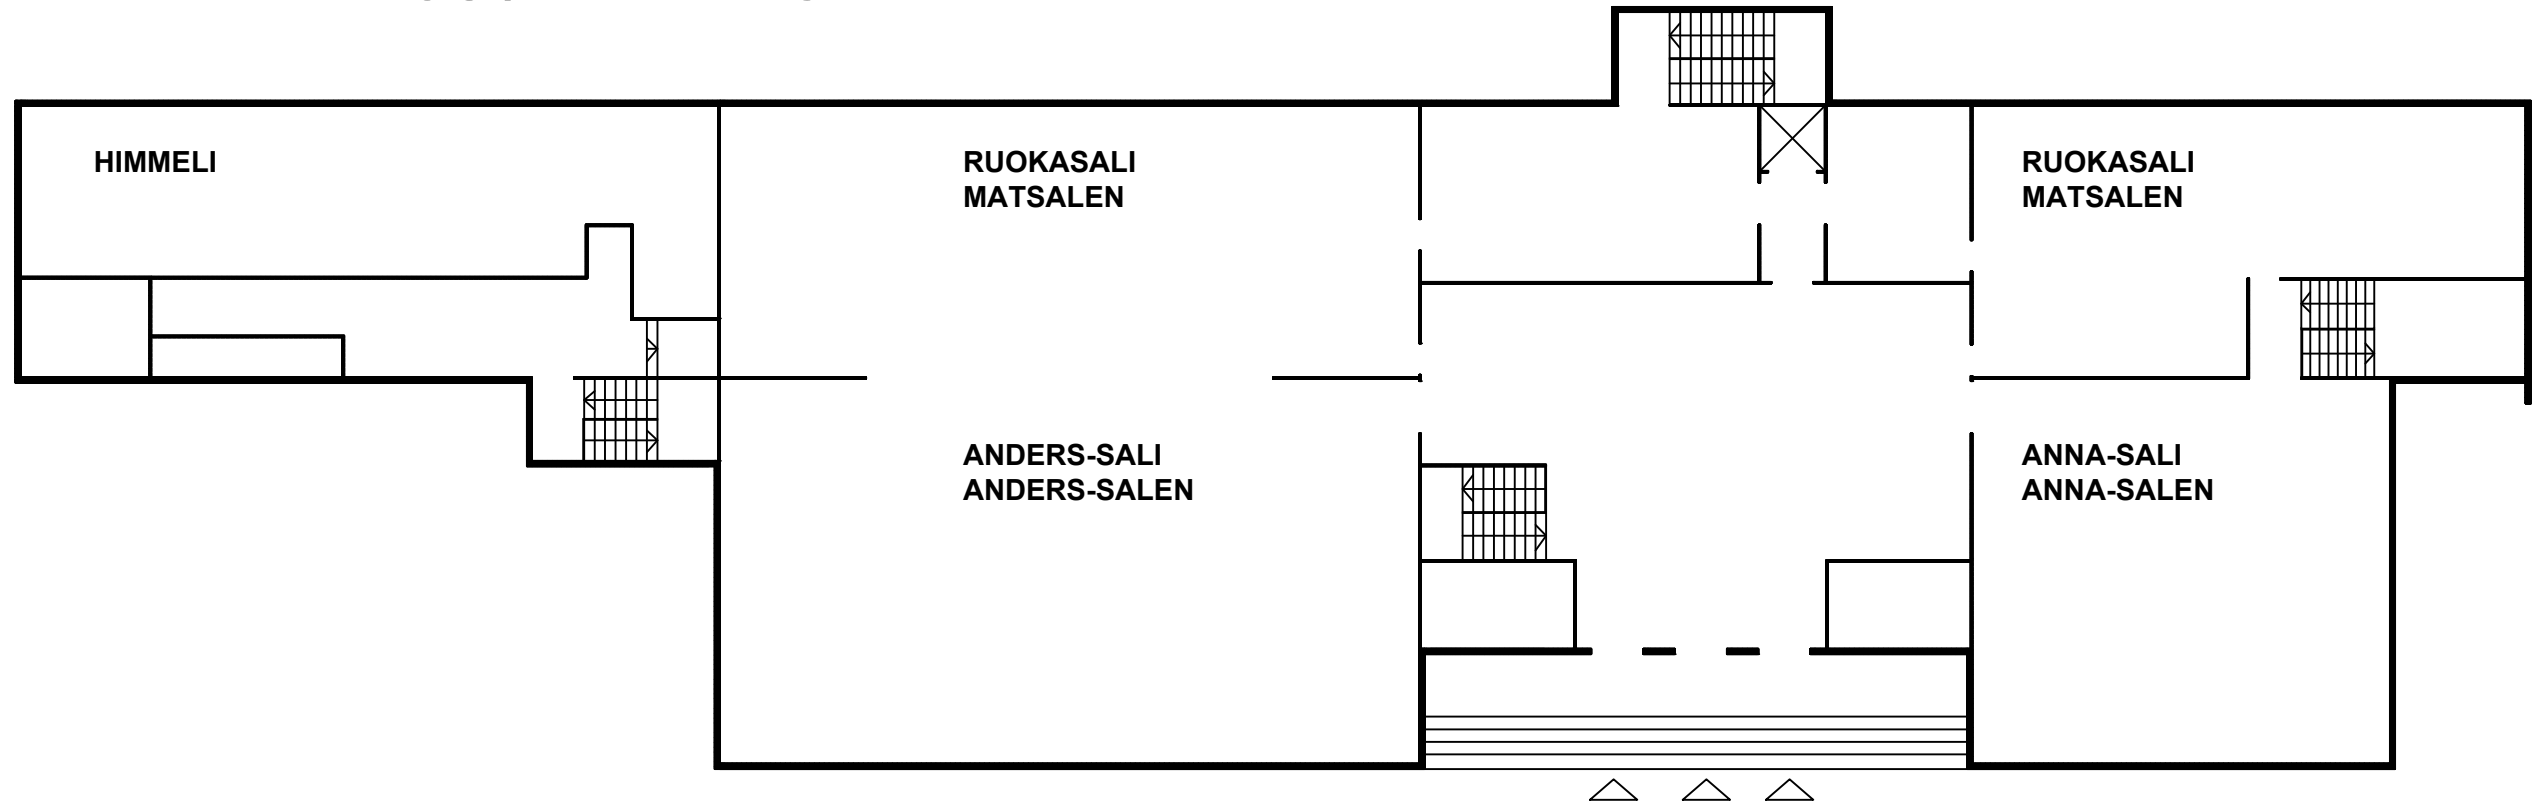 HIMMELI
RUOKASALI
MATSALEN
RUOKASALI
MATSALEN
ANDERS-SALI
ANDERS-SALEN
ANNA-SALI
ANNA-SALEN